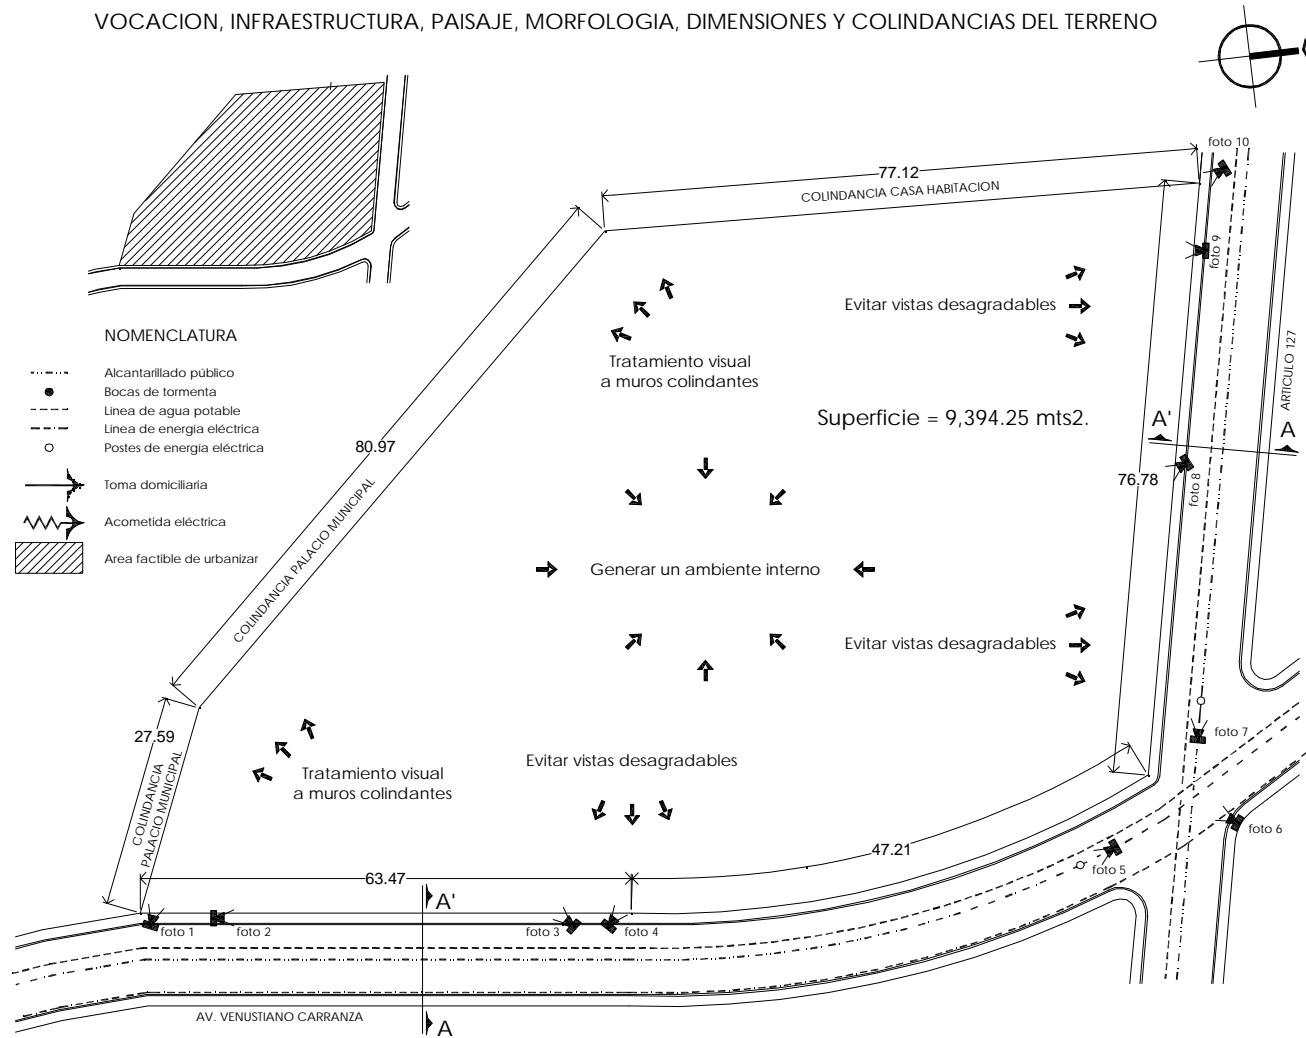 VOCACION, INFRAESTRUCTURA, PAISAJE, MORFOLOGIA, DIMENSIONES Y COLINDANCIAS DEL TERRENO
foto 10
77.12
COLINDANCIA CASA HABITACION
foto 9
Evitar vistas desagradables
NOMENCLATURA
Alcantarillado público
Bocas de tormenta
Línea de agua potable
Línea de energía eléctrica
Postes de energía eléctrica
Toma domiciliaria
Acometida eléctrica
Area factible de urbanizar
Tratamiento visual
a muros colindantes
ARTICULO 127
Superficie = 9,394.25 mts2.
A'
A
80.97
COLINDANCIA PALACIO MUNICIPAL
76.78
foto 8
Generar un ambiente interno
Evitar vistas desagradables
27.59
COLINDANCIA
PALACIO MUNICIPAL
foto 7
Evitar vistas desagradables
Tratamiento visual
a muros colindantes
foto 6
47.21
foto 5
63.47
A'
foto 1
foto 2
foto 3
foto 4
AV. VENUSTIANO CARRANZA
A